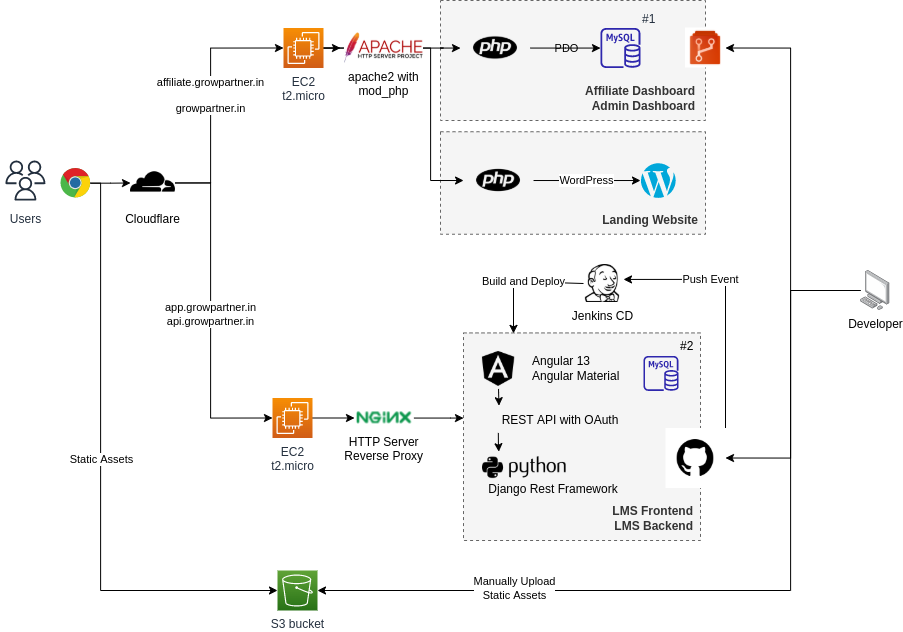 #1
MySQL
php
PDO
APACHE
HTTP SERVER PROJECT
affiliate.growpartner.in
EC2
t2.micro
apache2 with
mod_php
Affiliate Dashboard
Admin Dashboard
growpartner.in
php
WordPress
Users
Cloudflare
Landing Website
Build and Deploy
Push Event
app.growpartner.in
api.growpartner.in
Jenkins CD
Developer
#2
MySQL
Angular 13
Angular Material
NGINX
REST API with OAuth
HTTP Server
Reverse Proxy
EC2
t2.micro
Static Assets
python
Django Rest Framework
LMS Frontend
LMS Backend
Manually Upload
Static Assets
S3 bucket